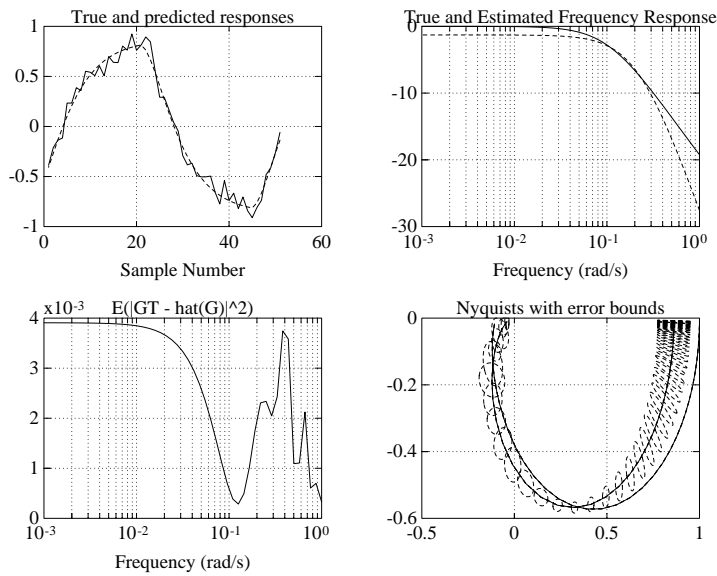 True and predicted responses
1
0.5
0
-0.5
-1
0 20 40 60
Sample Number
True and Estimated Frequency Response
0
-10
-20
-30
10-3 10-2 10-1 100
Frequency (rad/s)
x10-3 E(|GT - hat(G)|^2)
4
3
2
1
0
10-3 10-2 10-1 100
Frequency (rad/s)
Nyquists with error bounds
0
-0.2
-0.4
-0.6
-0.5 0 0.5 1